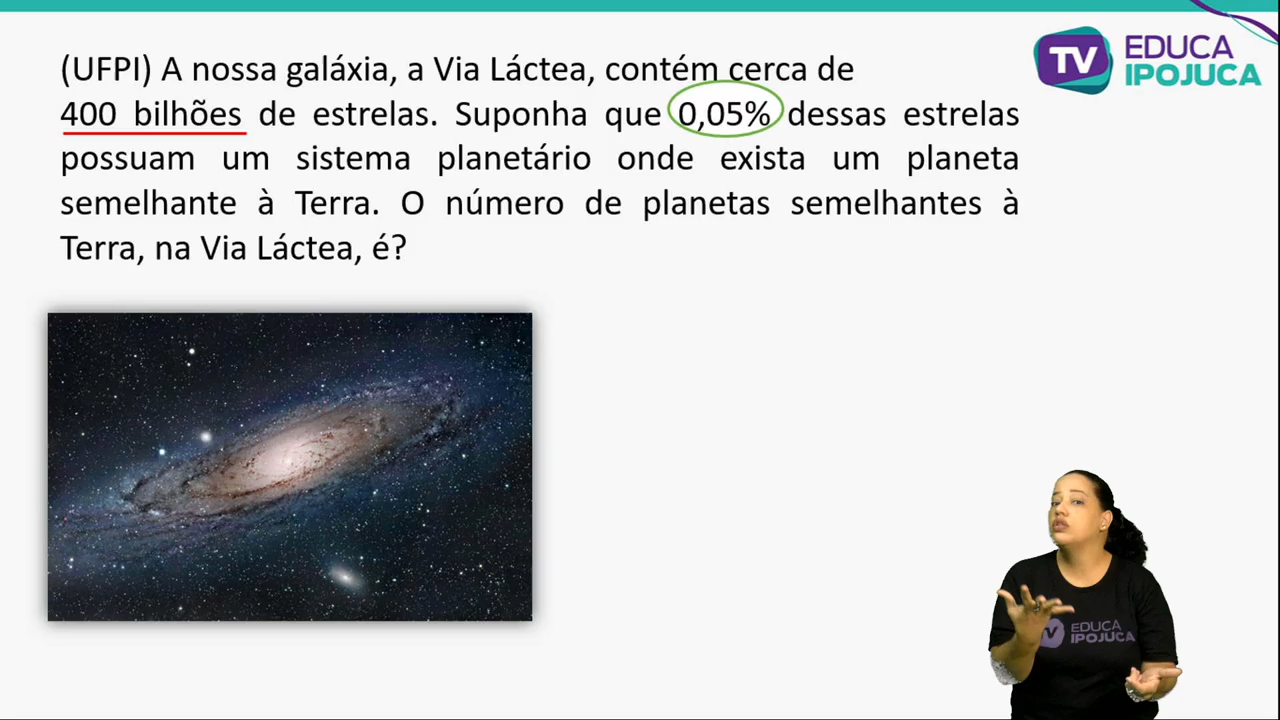 (UFPI) A nossa galáxia, a Via Láctea, contém cerca de
400 bilhões de estrelas. Suponha que 0,05% dessas estrelas
possuam um sistema planetário onde exista um planeta
semelhante à Terra. O número de planetas semelhantes à
Terra, na Via Láctea, é?
TV EDUCA
IPOJUCA
TV EDUCA
IPOJUCA